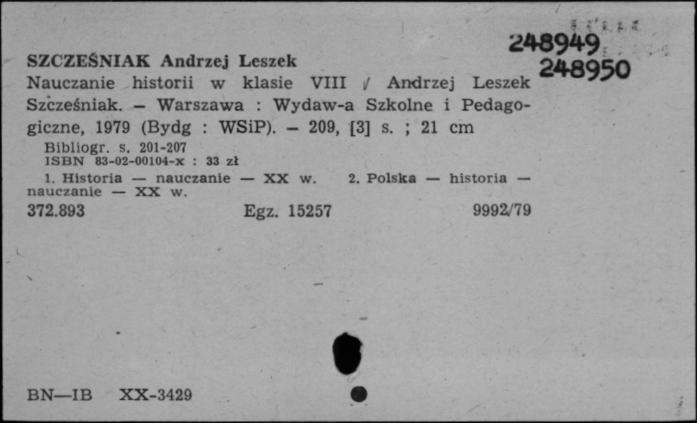 248949
248950
SZCZEŚNIAK Andrzej Leszek
Nauczanie historii w klasie VIII / Andrzej Leszek
Szcześniak. — Warszawa : Wydaw-a Szkolne i Pedago-
giczne, 1979 (Bydg : WSiP). — 209, [3] s. ; 21 cm
Bibliogr. s. 201-207
ISBN 83-02-00104-x : 33 zł
1. Historia — nauczanie — XX w. 2. Polska — historia —
nauczanie — XX w.
372.893 Egz. 15257 9992/79
BN—IB XX-3429